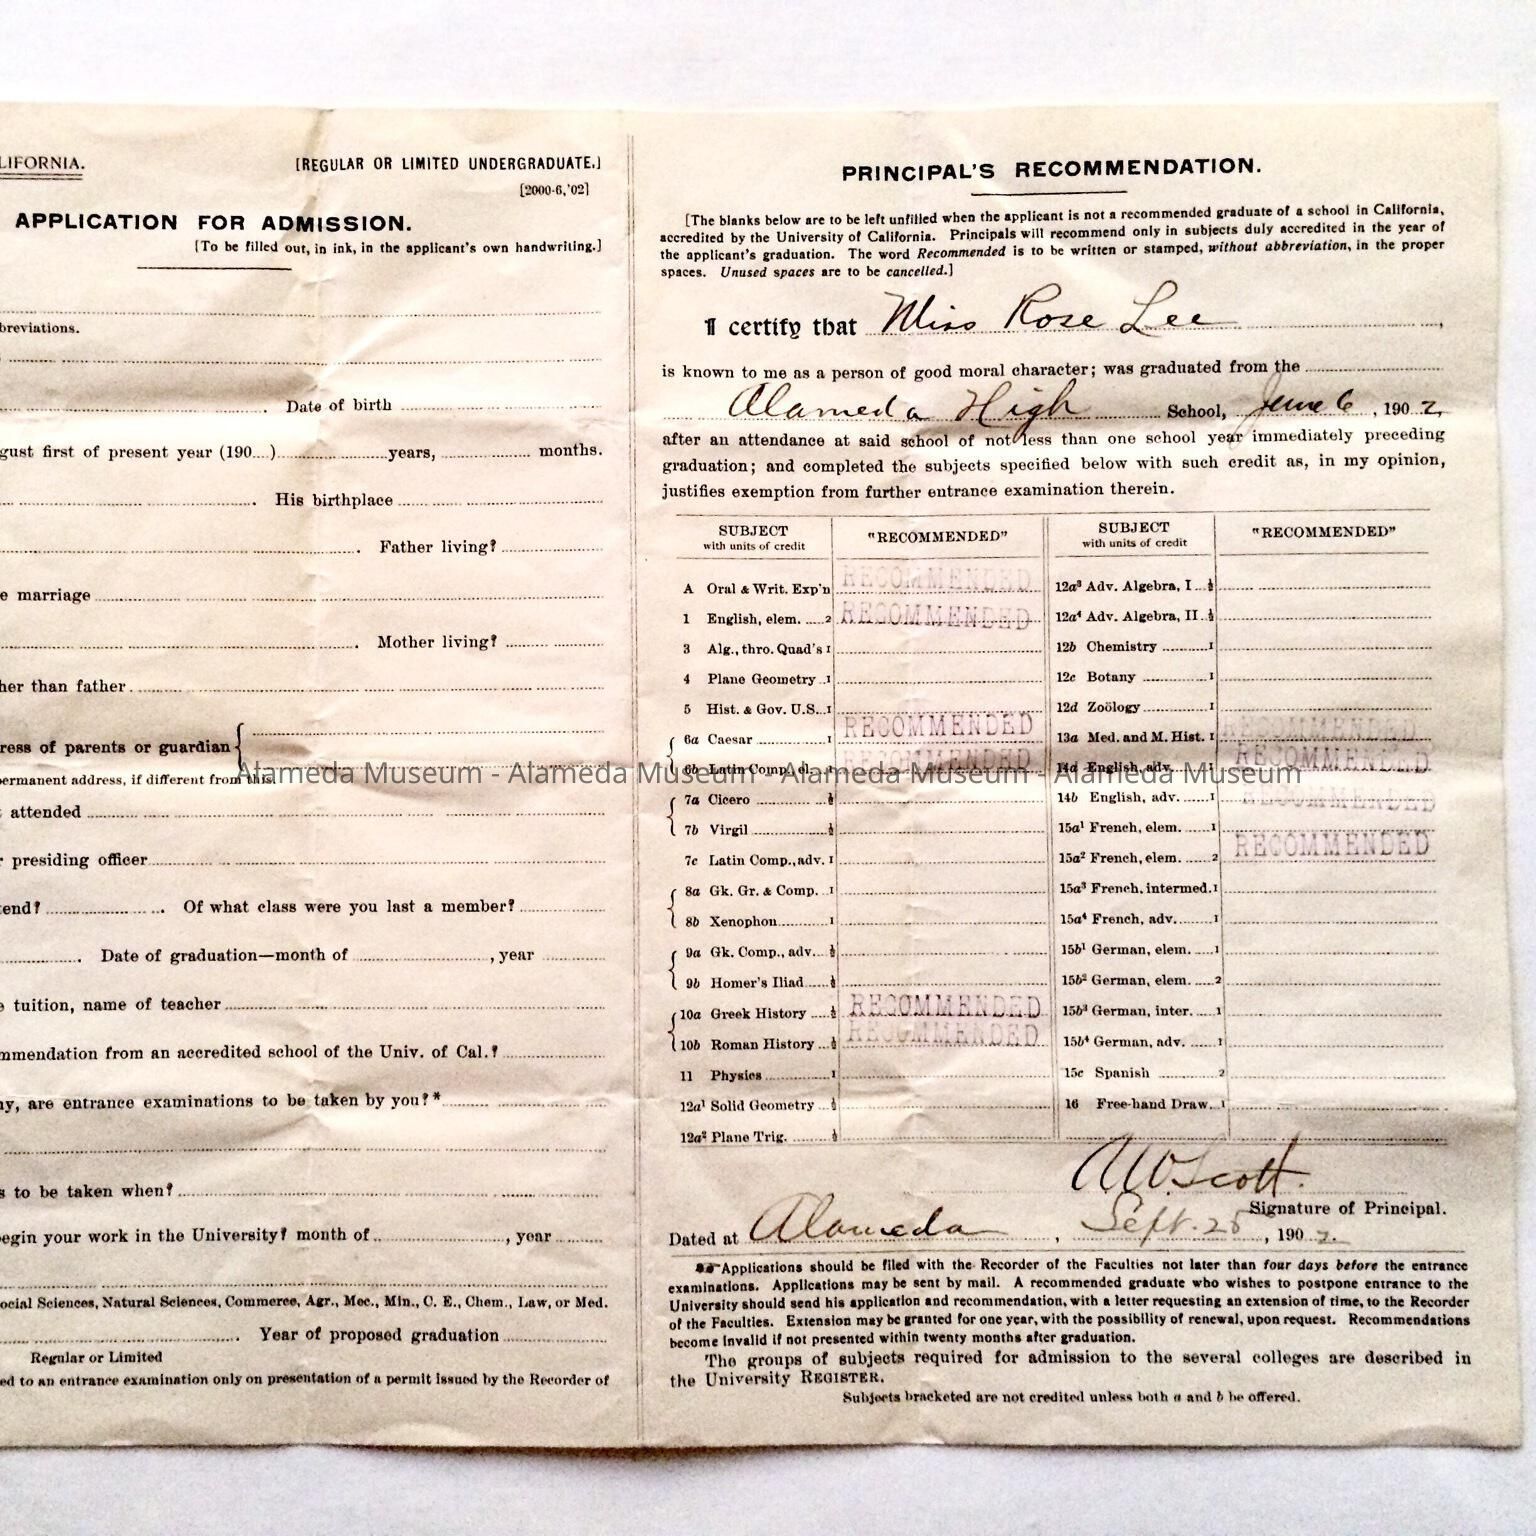 LIFORNIA.
[REGULAR OR LIMITED UNDERGRADUATE.]
[2000-6,'02]
APPLICATION FOR ADMISSION.
[To be filled out, in ink, in the applicant's own handwriting.]
breviations.
Date of birth
gust first of present year (190...) years, months.
His birthplace
Father living?
e marriage
Mother living?
her than father
ress of parents or guardian
permanent address, if different from this.
t attended
r presiding officer
tend? Of what class were you last a member?
Date of graduation—month of , year
e tuition, name of teacher
mmendation from an accredited school of the Univ. of Cal.?
ny, are entrance examinations to be taken by you?*
s to be taken when?
egin your work in the University? month of , year
ocial Sciences, Natural Sciences, Commerce, Agr., Mec., Min., C. E., Chem., Law, or Med.
Year of proposed graduation
Regular or Limited
ed to an entrance examination only on presentation of a permit issued by the Recorder of
PRINCIPAL'S RECOMMENDATION.
[The blanks below are to be left unfilled when the applicant is not a recommended graduate of a school in California,
accredited by the University of California. Principals will recommend only in subjects duly accredited in the year of
the applicant's graduation. The word Recommended is to be written or stamped, without abbreviation, in the proper
spaces. Unused spaces are to be cancelled.]
I certify that Miss Rose Lee ,
is known to me as a person of good moral character; was graduated from the
Alameda High School, June 6, 1902,
after an attendance at said school of not less than one school year immediately preceding
graduation; and completed the subjects specified below with such credit as, in my opinion,
justifies exemption from further entrance examination therein.
SUBJECT "RECOMMENDED" SUBJECT "RECOMMENDED"
with units of credit with units of credit
A Oral & Writ. Exp'n RECOMMENDED 12a³ Adv. Algebra, I ½
1 English, elem. 2 RECOMMENDED 12a⁴ Adv. Algebra, II ½
3 Alg., thro. Quad's 1 12b Chemistry 1
4 Plane Geometry 1 12c Botany 1
5 Hist. & Gov. U.S. 1 12d Zoölogy 1
6a Caesar 1 RECOMMENDED 13a Med. and M. Hist. 1 RECOMMENDED
6b Latin Comp., el. 1 RECOMMENDED 14a English, adv. RECOMMENDED
Alameda Museum - Alameda Museum - Alameda Museum - Alameda Museum
7a Cicero ½ 14b English, adv. 1 RECOMMENDED
7b Virgil ½ 15a¹ French, elem. 1
7c Latin Comp., adv. 1 15a² French, elem. 2 RECOMMENDED
8a Gk. Gr. & Comp. 1 15a³ French, intermed. 1
8b Xenophon 1 15a⁴ French, adv. 1
9a Gk. Comp., adv. ½ 15b¹ German, elem. 1
9b Homer's Iliad ½ 15b² German, elem. 2
10a Greek History ½ RECOMMENDED 15b³ German, inter. 1
10b Roman History ½ RECOMMENDED 15b⁴ German, adv. 1
11 Physics 1 15c Spanish 2
12a¹ Solid Geometry ½ 16 Free-hand Draw. 1
12a² Plane Trig. ½
Scott.
Signature of Principal.
Dated at Alameda , Sept. 25, 1902.
Applications should be filed with the Recorder of the Faculties not later than four days before the entrance
examinations. Applications may be sent by mail. A recommended graduate who wishes to postpone entrance to the
University should send his application and recommendation, with a letter requesting an extension of time, to the Recorder
of the Faculties. Extension may be granted for one year, with the possibility of renewal, upon request. Recommendations
become invalid if not presented within twenty months after graduation.
The groups of subjects required for admission to the several colleges are described in
the University REGISTER.
Subjects bracketed are not credited unless both a and b be offered.